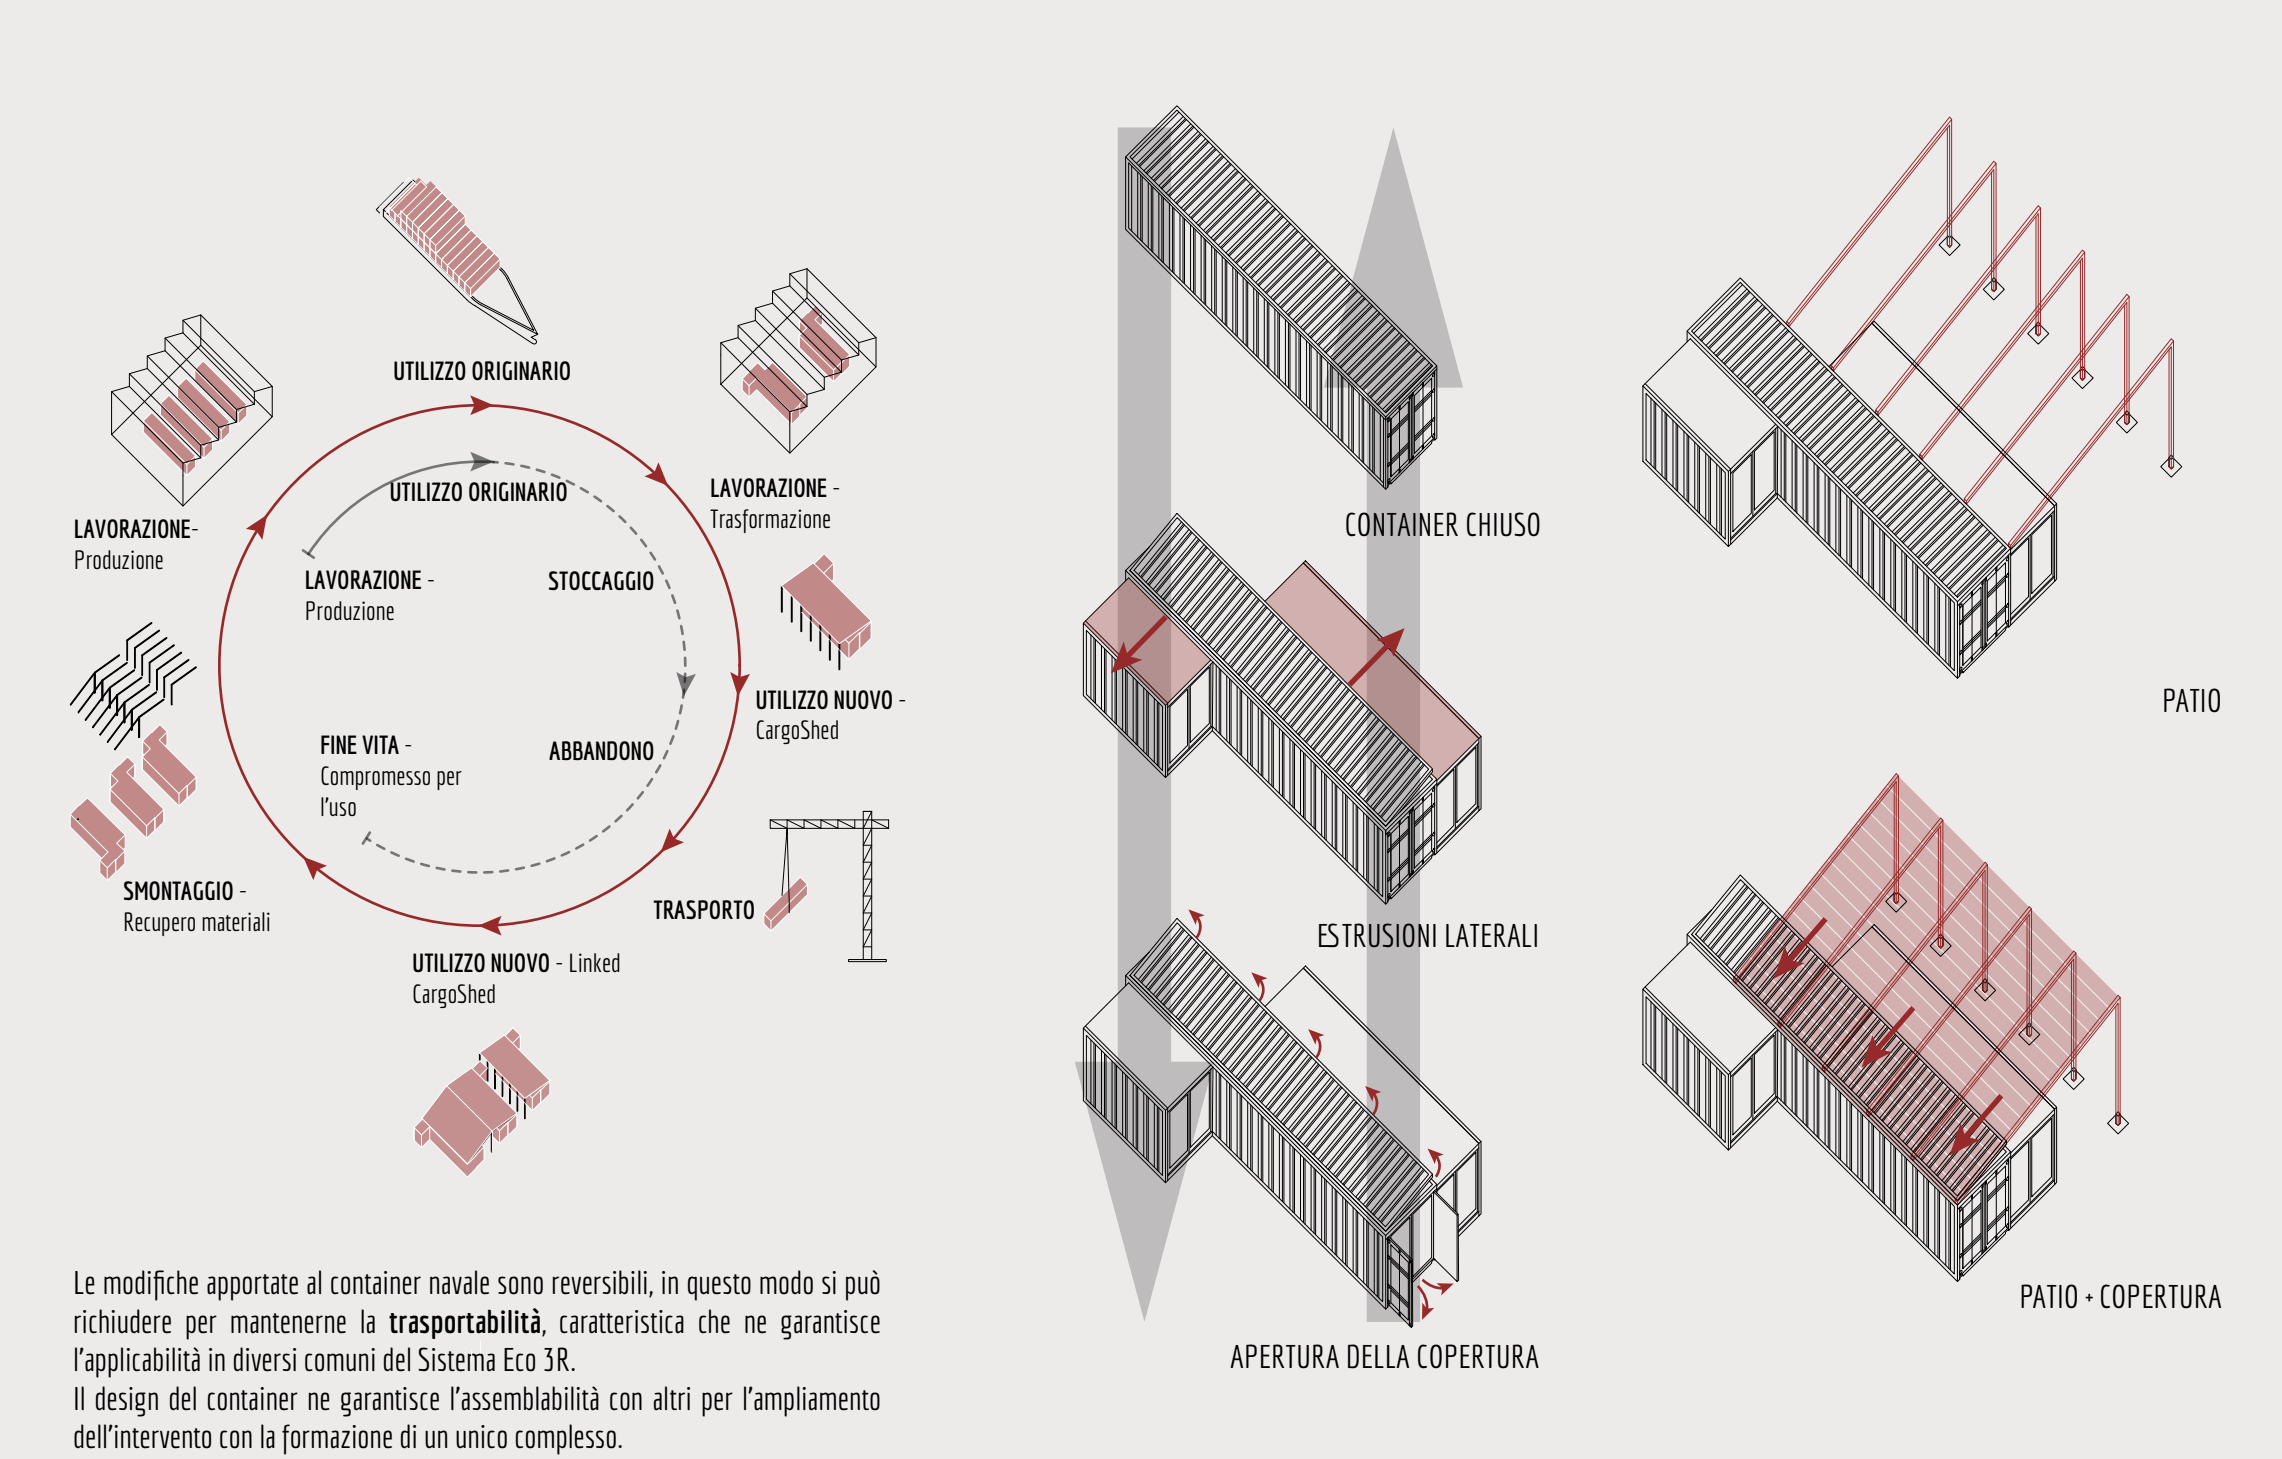 UTILIZZO ORIGINARIO
LAVORAZIONE -
Trasformazione
UTILIZZO NUOVO -
CargoShed
TRASPORTO
UTILIZZO NUOVO - Linked
CargoShed
SMONTAGGIO -
Recupero materiali
LAVORAZIONE-
Produzione
UTILIZZO ORIGINARIO
LAVORAZIONE -
Produzione
STOCCAGGIO
ABBANDONO
FINE VITA -
Compromesso per
l'uso
Le modifiche apportate al container navale sono reversibili, in questo modo si può
richiudere per mantenerne la trasportabilità, caratteristica che ne garantisce
l'applicabilità in diversi comuni del Sistema Eco 3R.
Il design del container ne garantisce l'assemblabilità con altri per l'ampliamento
dell'intervento con la formazione di un unico complesso.
CONTAINER CHIUSO
ESTRUSIONI LATERALI
APERTURA DELLA COPERTURA
PATIO
PATIO + COPERTURA